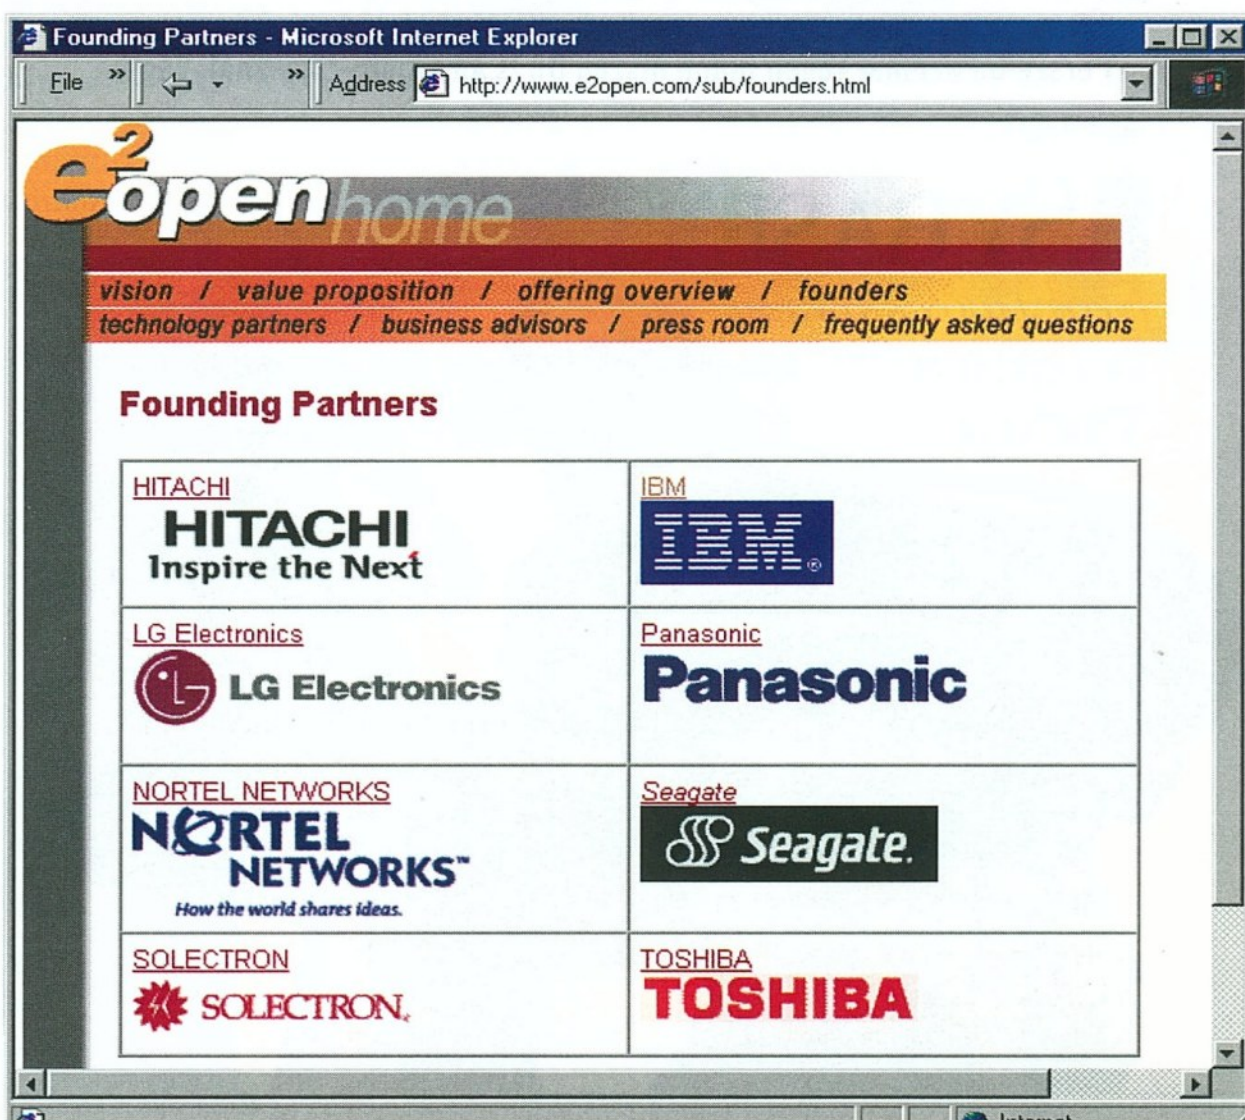 Founding Partners - Microsoft Internet Explorer
File » » Address http://www.e2open.com/sub/founders.html
e2open home
vision / value proposition / offering overview / founders
technology partners / business advisors / press room / frequently asked questions
Founding Partners
HITACHI
HITACHI
Inspire the Next
IBM
IBM®
LG Electronics
LG Electronics
Panasonic
Panasonic
NORTEL NETWORKS
NORTEL
NETWORKS™
How the world shares ideas.
Seagate
Seagate.
SOLECTRON
SOLECTRON
TOSHIBA
TOSHIBA
Internet